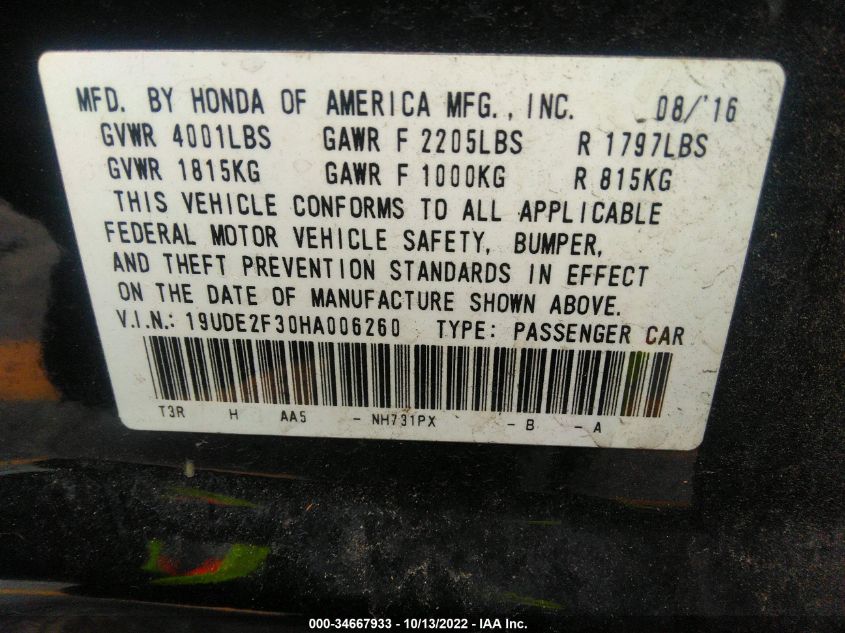 MFD. BY HONDA OF AMERICA MFG., INC. 08/'16
GVWR 4001LBS GAWR F 2205LBS R 1797LBS
GVWR 1815KG GAWR F 1000KG R 815KG
THIS VEHICLE CONFORMS TO ALL APPLICABLE
FEDERAL MOTOR VEHICLE SAFETY, BUMPER,
AND THEFT PREVENTION STANDARDS IN EFFECT
ON THE DATE OF MANUFACTURE SHOWN ABOVE.
V.I.N.: 19UDE2F30HA006260 TYPE: PASSENGER CAR
T3R H AA5 - NH731PX - B - A
000-34667933 - 10/13/2022 - IAA Inc.